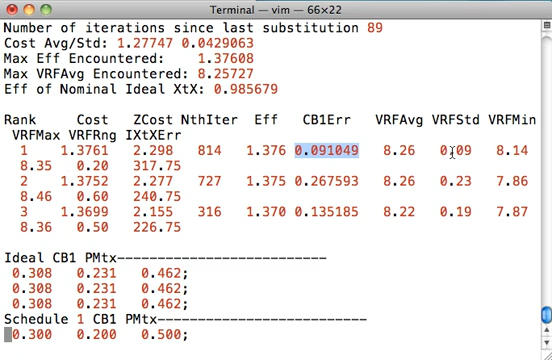 Terminal — vim — 66×22
Number of iterations since last substitution 89
Cost Avg/Std: 1.27747 0.0429063
Max Eff Encountered:    1.37608
Max VRFAvg Encountered: 8.25727
Eff of Nominal Ideal XtX: 0.985679
Rank Cost ZCost NthIter Eff CB1Err VRFAvg VRFStd VRFMin
VRFMax VRFRng IXtXErr
1 1.3761 2.298 814 1.376 0.091049 8.26 0.09 8.14
8.35 0.20 317.75
2 1.3752 2.277 727 1.375 0.267593 8.26 0.23 7.86
8.46 0.60 240.75
3 1.3699 2.155 316 1.370 0.135185 8.22 0.19 7.87
8.36 0.50 226.75
Ideal CB1 PMtx--------------------------
0.308 0.231 0.462;
0.308 0.231 0.462;
0.308 0.231 0.462;
Schedule 1 CB1 PMtx--------------------------
0.300 0.200 0.500;